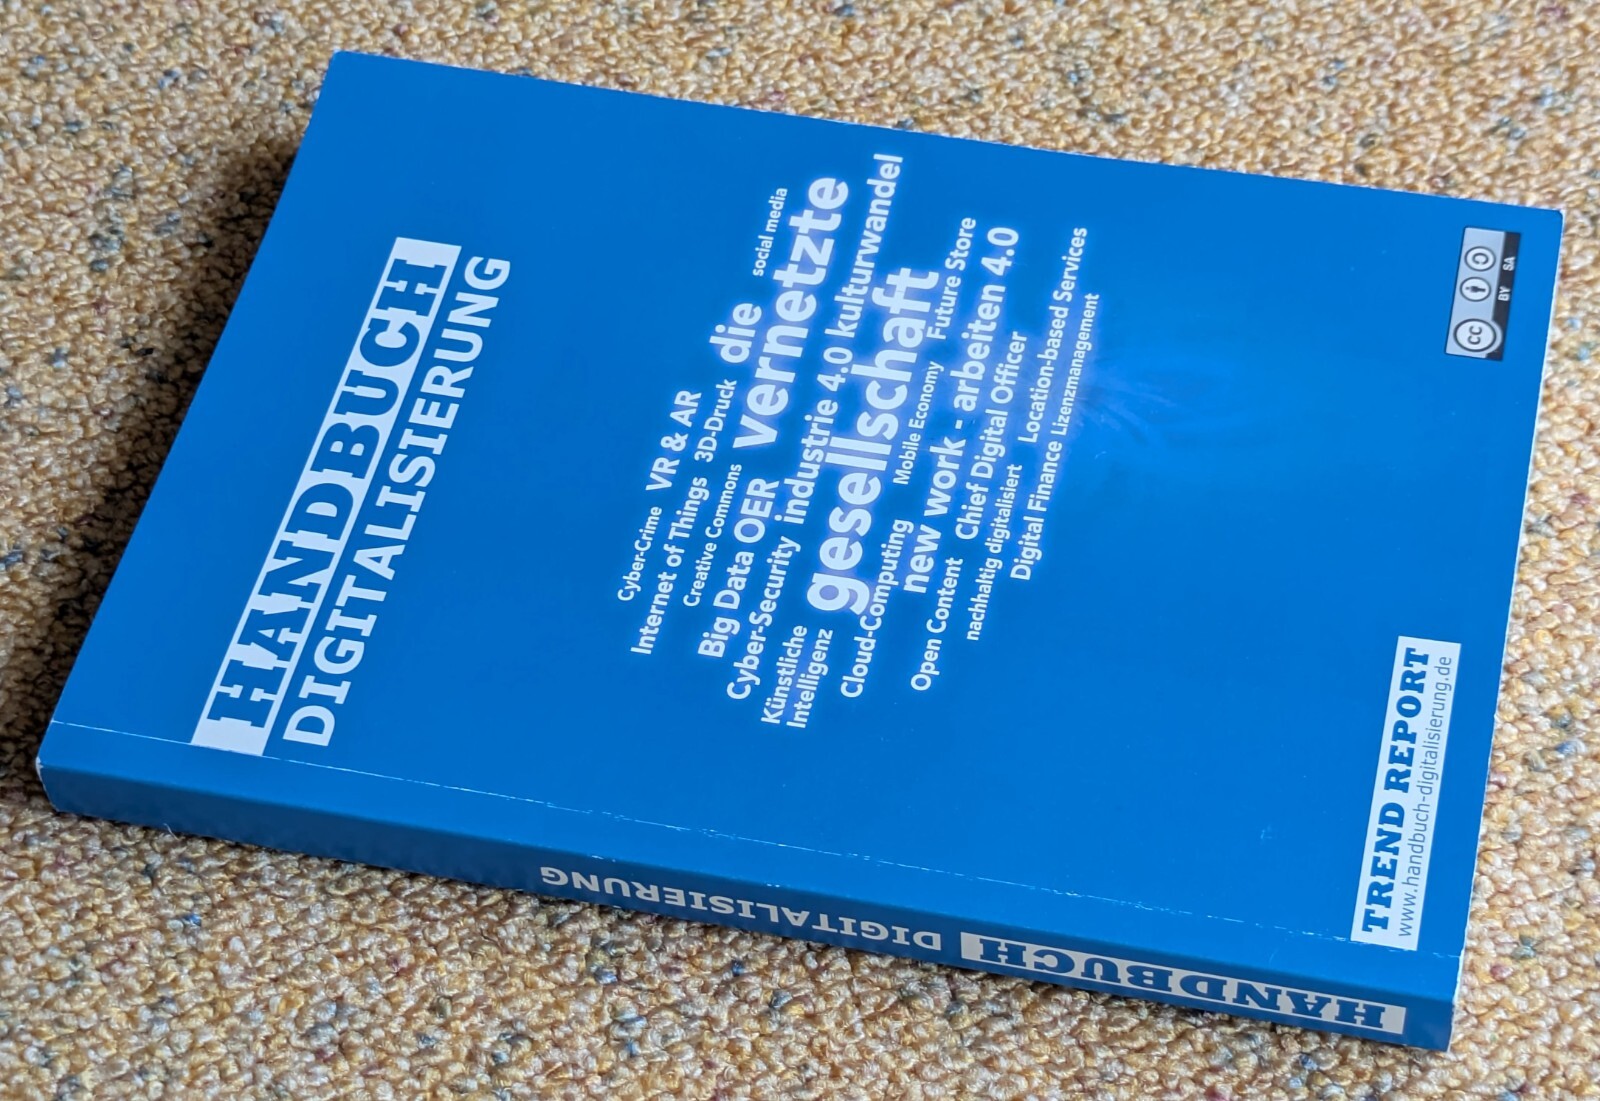 HANDBUCH
DIGITALISIERUNG
social media
Cyber-Crime VR & AR die
Internet of Things 3D-Druck vernetzte
Creative Commons
Big Data OER
Cyber-Security industrie 4.0 kulturwandel
Künstliche
Intelligenz
gesellschaft
Mobile Economy Future Store
Cloud-Computing
new work - arbeiten 4.0
Open Content Chief Digital Officer
nachhaltig digitalisiert Location-based Services
Digital Finance Lizenzmanagement
TREND REPORT
www.handbuch-digitalisierung.de
cc
BY SA
HANDBUCH DIGITALISIERUNG